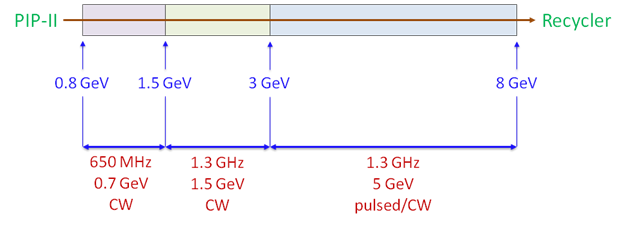 PIP-II
Recycler
0.8 GeV
1.5 GeV
3 GeV
8 GeV
650 MHz
0.7 GeV
CW
1.3 GHz
1.5 GeV
CW
1.3 GHz
5 GeV
pulsed/CW